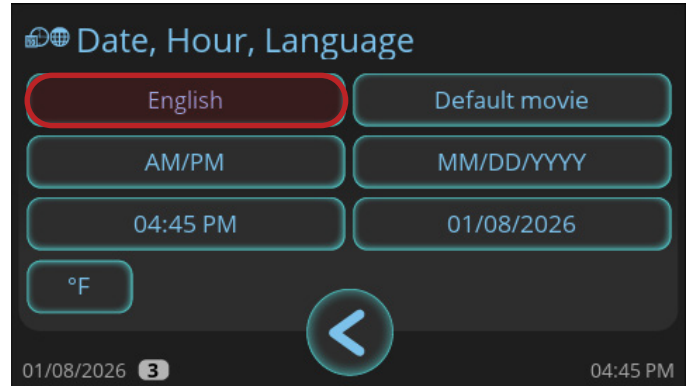 Date, Hour, Language
English
Default movie
AM/PM
MM/DD/YYYY
04:45 PM
01/08/2026
°F
01/08/2026 3
04:45 PM